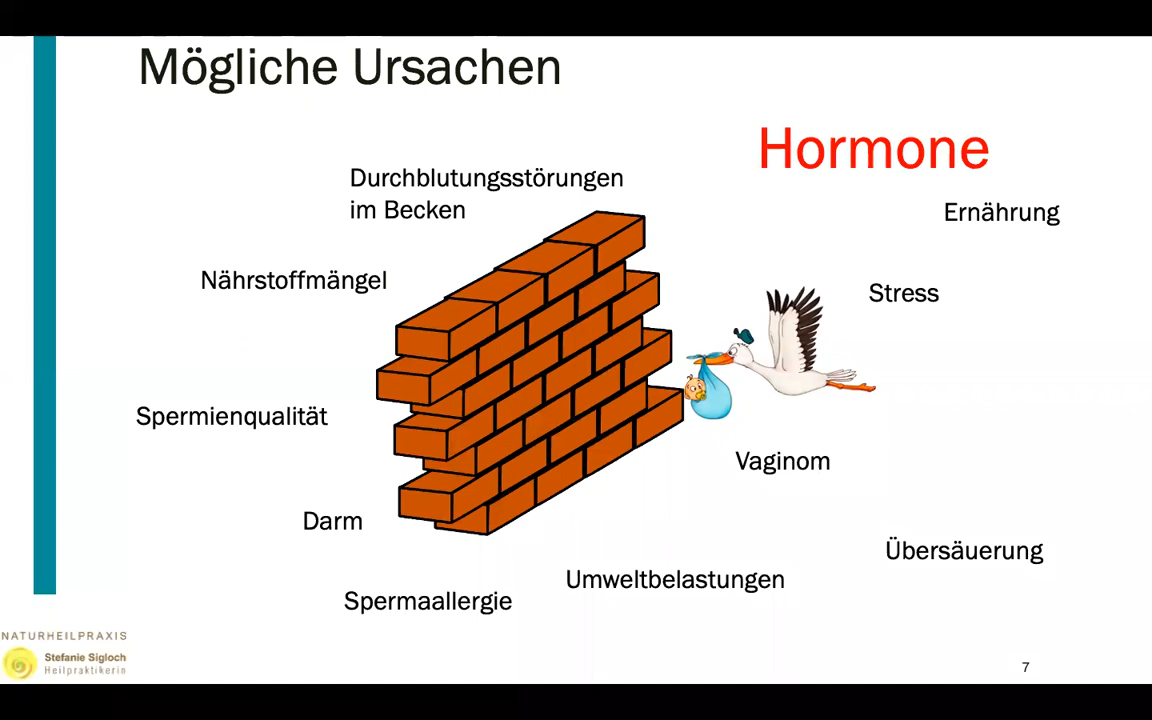 Mögliche Ursachen
Hormone
Durchblutungsstörungen
im Becken
Ernährung
Nährstoffmängel
Stress
Spermienqualität
Vaginom
Darm
Übersäuerung
Umweltbelastungen
Spermaallergie
NATURHEILPRAXIS
Stefanie Sigloch
Heilpraktikerin
7